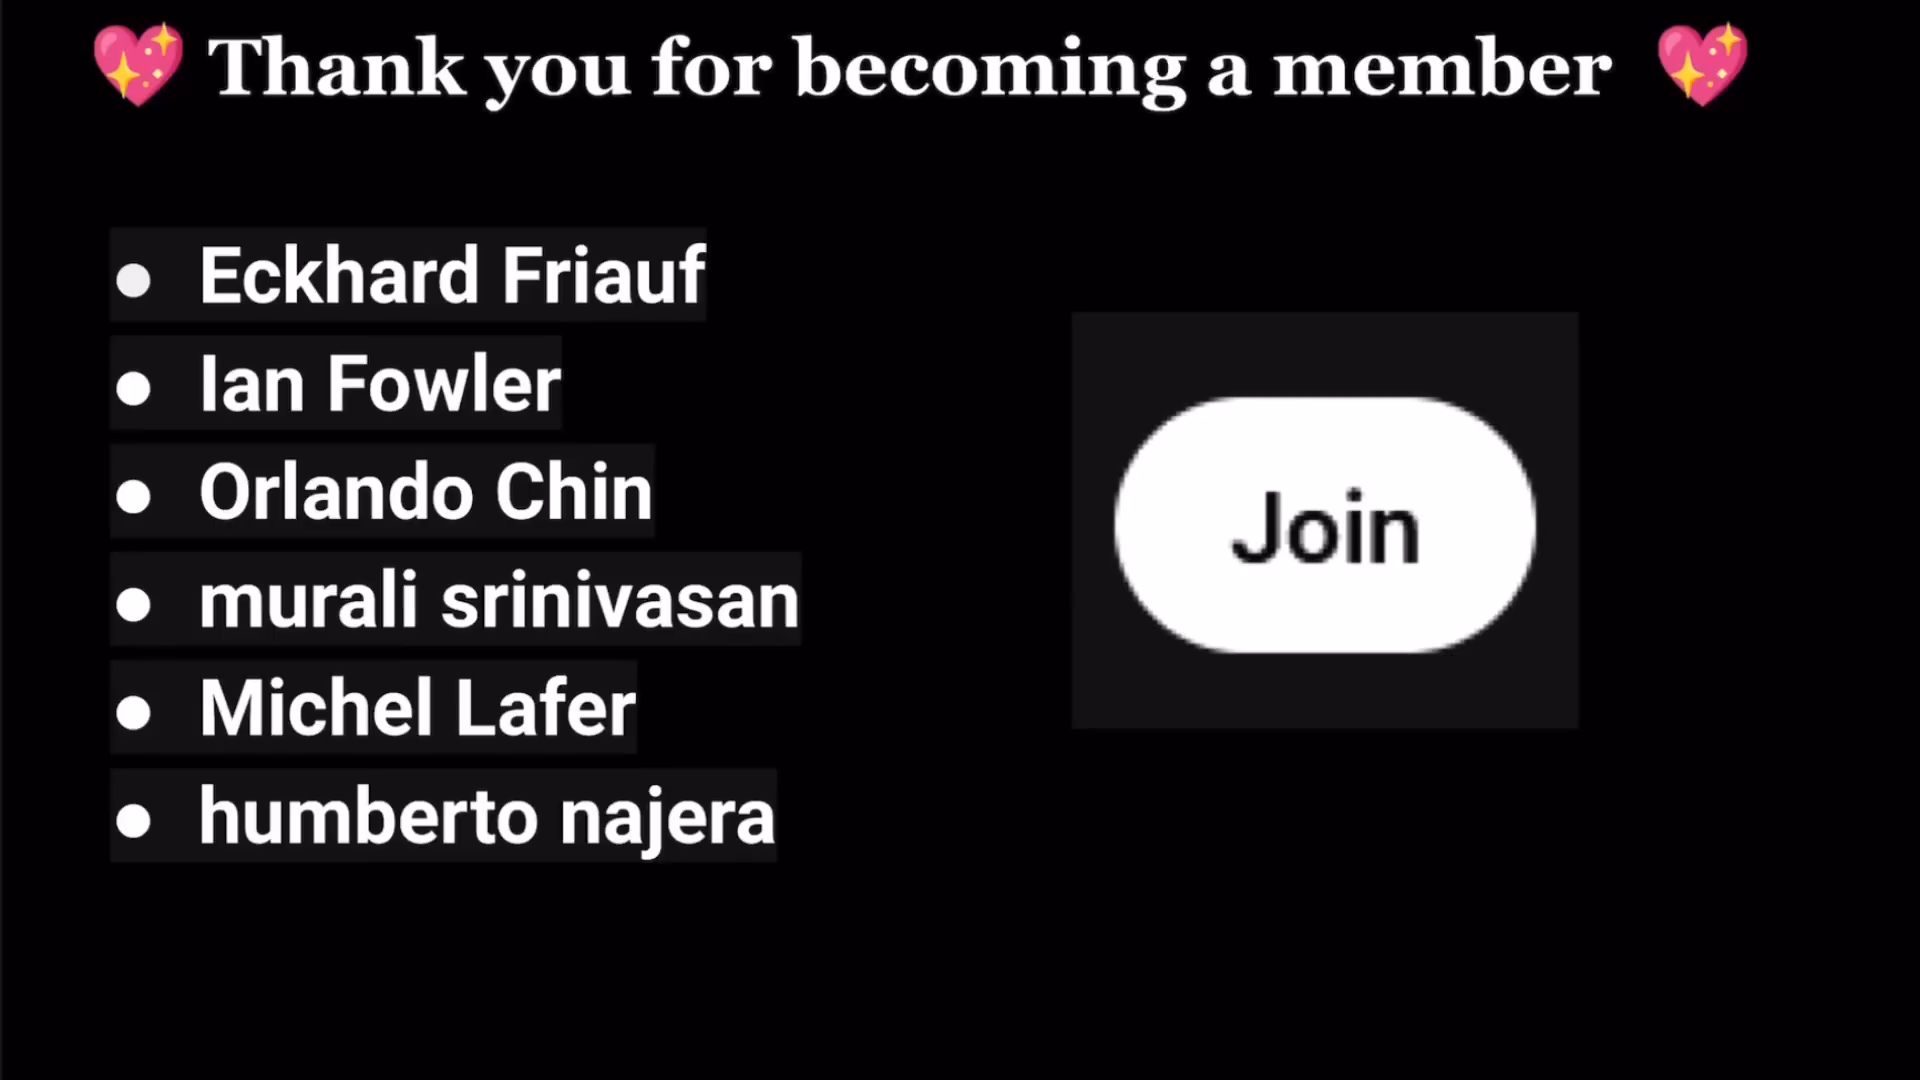 💖 Thank you for becoming a member 💖
● Eckhard Friauf
● Ian Fowler
● Orlando Chin
● murali srinivasan
● Michel Lafer
● humberto najera
Join